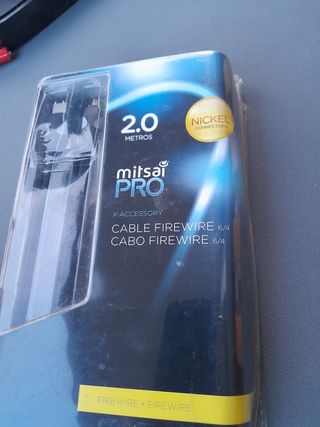 2.0
METROS
NICKEL
CONNECTORS
mitsai
PRO
X-ACCESSORY
CABLE FIREWIRE 6/4
CABO FIREWIRE 6/4
FIREWIRE • FIREWIRE